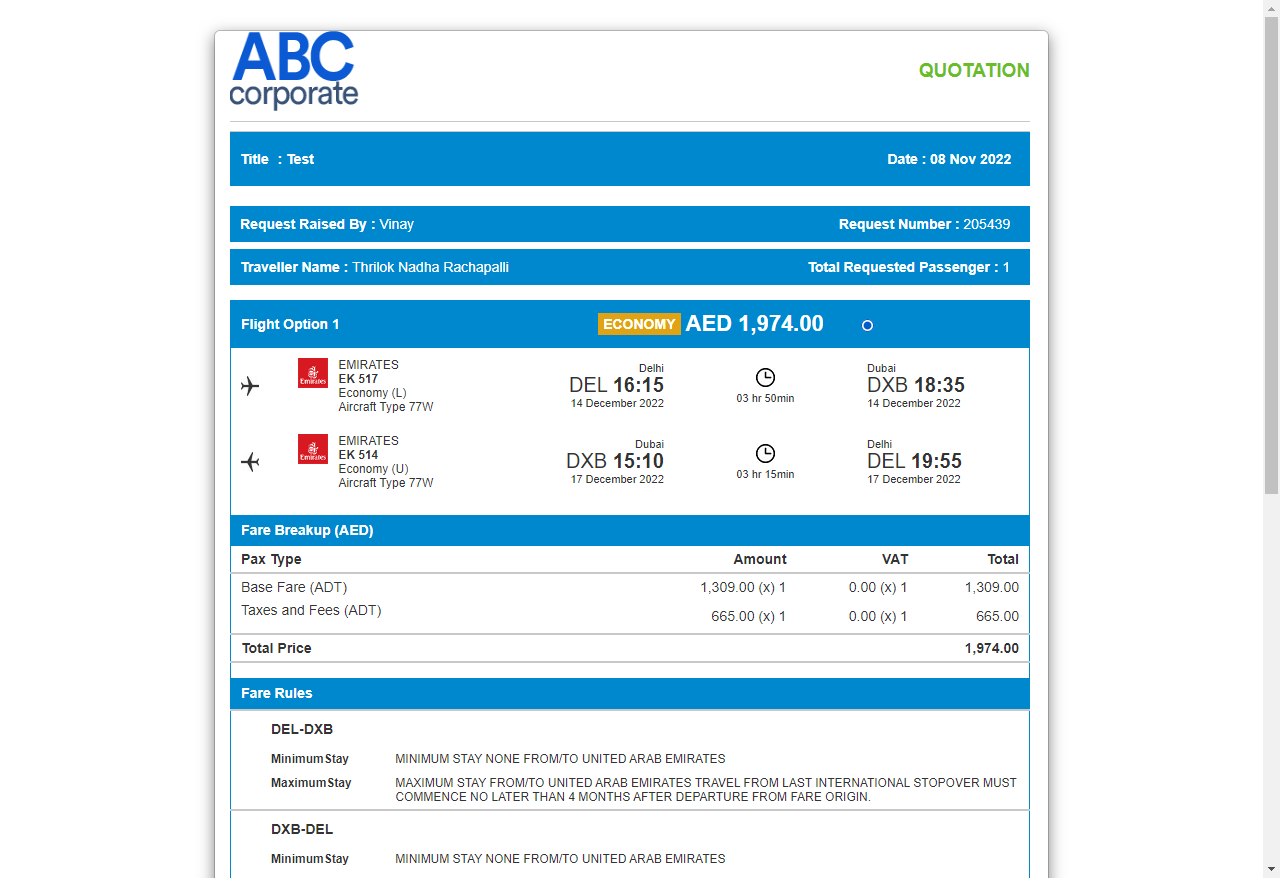 ABC
corporate
QUOTATION
Title : Test Date : 08 Nov 2022
Request Raised By : Vinay Request Number : 205439
Traveller Name : Thrilok Nadha Rachapalli Total Requested Passenger : 1
Flight Option 1 ECONOMY AED 1,974.00
Emirates
EMIRATES
EK 517
Economy (L)
Aircraft Type 77W
Delhi
DEL 16:15
14 December 2022
03 hr 50min
Dubai
DXB 18:35
14 December 2022
Emirates
EMIRATES
EK 514
Economy (U)
Aircraft Type 77W
Dubai
DXB 15:10
17 December 2022
03 hr 15min
Delhi
DEL 19:55
17 December 2022
Fare Breakup (AED)
Pax Type Amount VAT Total
Base Fare (ADT) 1,309.00 (x) 1 0.00 (x) 1 1,309.00
Taxes and Fees (ADT) 665.00 (x) 1 0.00 (x) 1 665.00
Total Price 1,974.00
Fare Rules
DEL-DXB
MinimumStay MINIMUM STAY NONE FROM/TO UNITED ARAB EMIRATES
MaximumStay MAXIMUM STAY FROM/TO UNITED ARAB EMIRATES TRAVEL FROM LAST INTERNATIONAL STOPOVER MUST
COMMENCE NO LATER THAN 4 MONTHS AFTER DEPARTURE FROM FARE ORIGIN.
DXB-DEL
MinimumStay MINIMUM STAY NONE FROM/TO UNITED ARAB EMIRATES